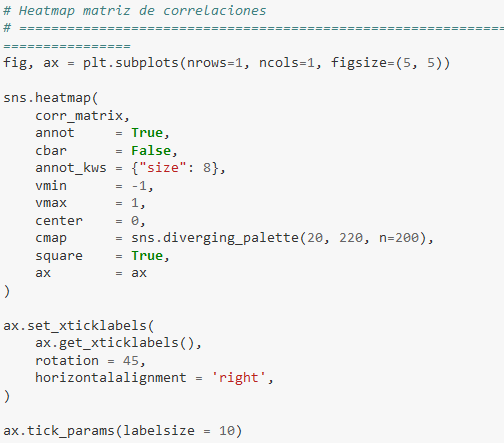 # Heatmap matriz de correlaciones
# ==============================================================
================
fig, ax = plt.subplots(nrows=1, ncols=1, figsize=(5, 5))
sns.heatmap(
    corr_matrix,
    annot     = True,
    cbar      = False,
    annot_kws = {"size": 8},
    vmin      = -1,
    vmax      = 1,
    center    = 0,
    cmap      = sns.diverging_palette(20, 220, n=200),
    square    = True,
    ax        = ax
)
ax.set_xticklabels(
    ax.get_xticklabels(),
    rotation = 45,
    horizontalalignment = 'right',
)
ax.tick_params(labelsize = 10)